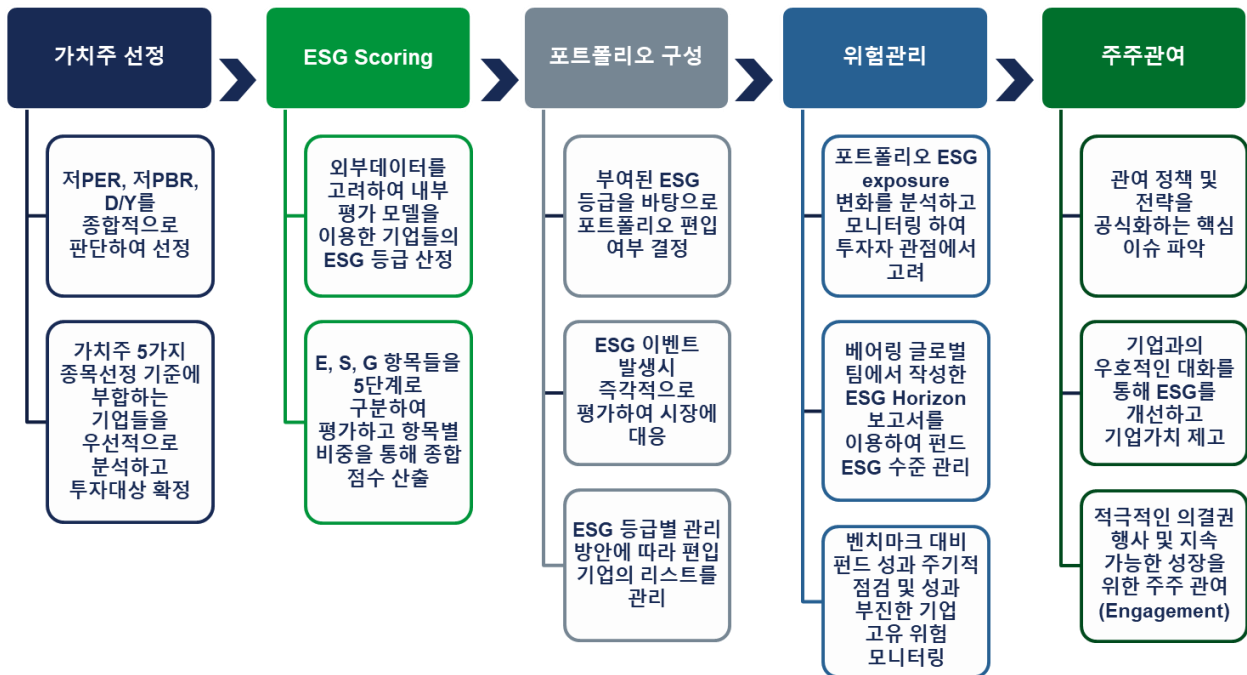 가치주 선정
ESG Scoring
포트폴리오 구성
위험관리
주주관여
저PER, 저PBR,
D/Y를
종합적으로
판단하여 선정
가치주 5가지
종목선정 기준에
부합하는
기업들을
우선적으로
분석하고
투자대상 확정
외부데이터를
고려하여 내부
평가 모델을
이용한 기업들의
ESG 등급 산정
E, S, G 항목들을
5단계로
구분하여
평가하고 항목별
비중을 통해 종합
점수 산출
부여된 ESG
등급을 바탕으로
포트폴리오 편입
여부 결정
ESG 이벤트
발생시
즉각적으로
평가하여 시장에
대응
ESG 등급별 관리
방안에 따라 편입
기업의 리스트를
관리
포트폴리오 ESG
exposure
변화를 분석하고
모니터링 하여
투자자 관점에서
고려
베어링 글로벌
팀에서 작성한
ESG Horizon
보고서를
이용하여 펀드
ESG 수준 관리
벤치마크 대비
펀드 성과 주기적
점검 및 성과
부진한 기업
고유 위험
모니터링
관여 정책 및
전략을
공식화하는 핵심
이슈 파악
기업과의
우호적인 대화를
통해 ESG를
개선하고
기업가치 제고
적극적인 의결권
행사 및 지속
가능한 성장을
위한 주주 관여
(Engagement)